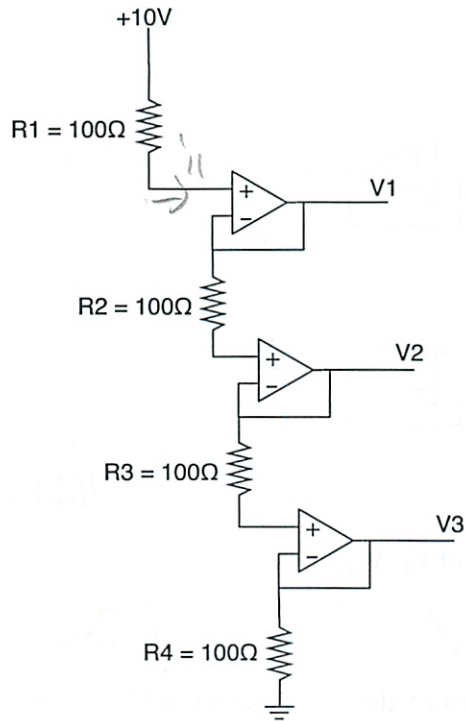 +10V
R1 = 100Ω
+
V1
−
R2 = 100Ω
+
V2
−
R3 = 100Ω
+
V3
−
R4 = 100Ω